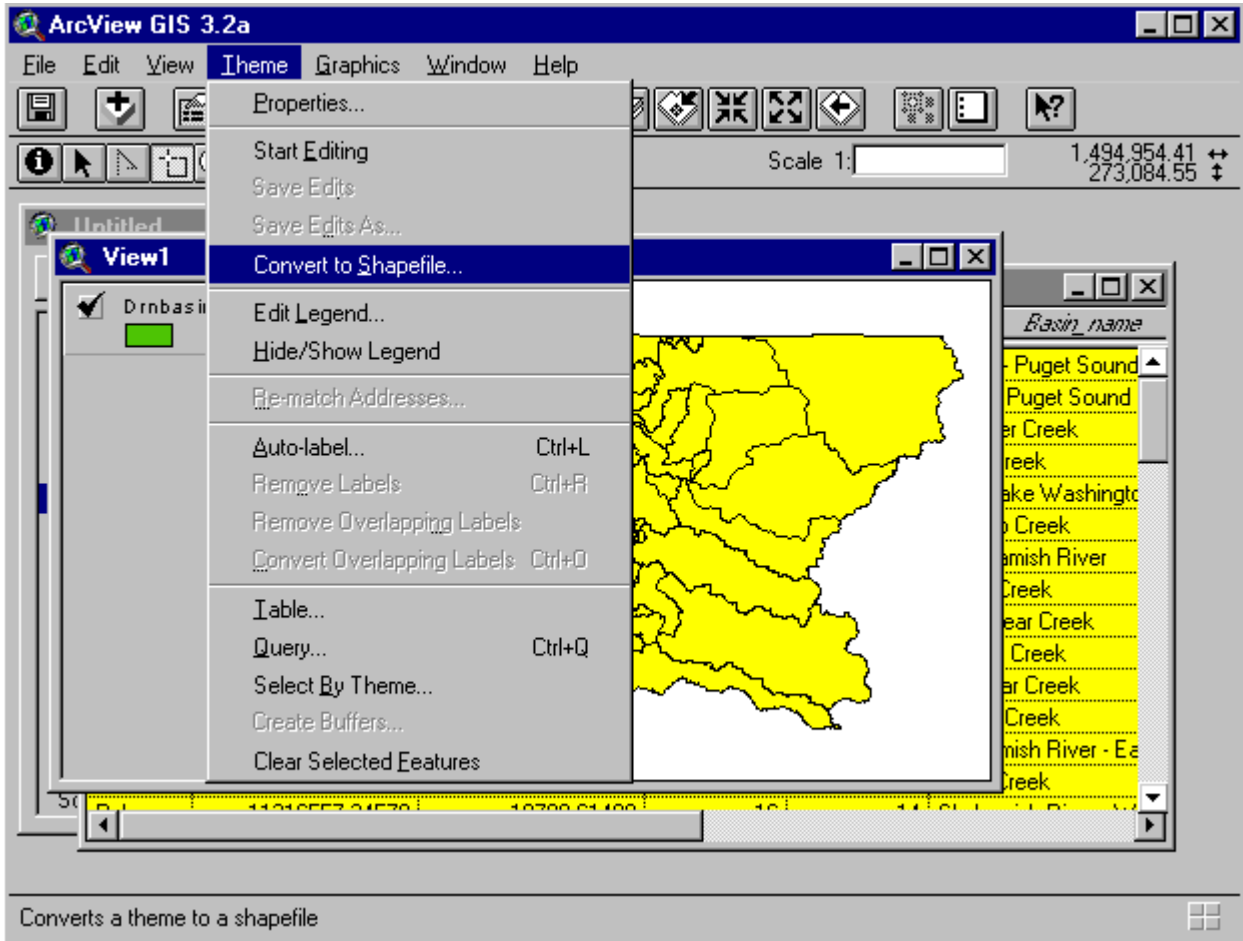 ArcView GIS 3.2a
File Edit View Theme Graphics Window Help
Scale 1:
1,494,954.41
273,084.55
Untitled
View1
Drnbasin
Properties...
Start Editing
Save Edits
Save Edits As...
Convert to Shapefile...
Edit Legend...
Hide/Show Legend
Re-match Addresses...
Auto-label... Ctrl+L
Remove Labels Ctrl+R
Remove Overlapping Labels
Convert Overlapping Labels Ctrl+O
Table...
Query... Ctrl+Q
Select By Theme...
Create Buffers...
Clear Selected Features
Basin_name
- Puget Sound
Puget Sound
er Creek
reek
ake Washingto
o Creek
amish River
Creek
ear Creek
Creek
ar Creek
Creek
mish River - Ea
Creek
Converts a theme to a shapefile